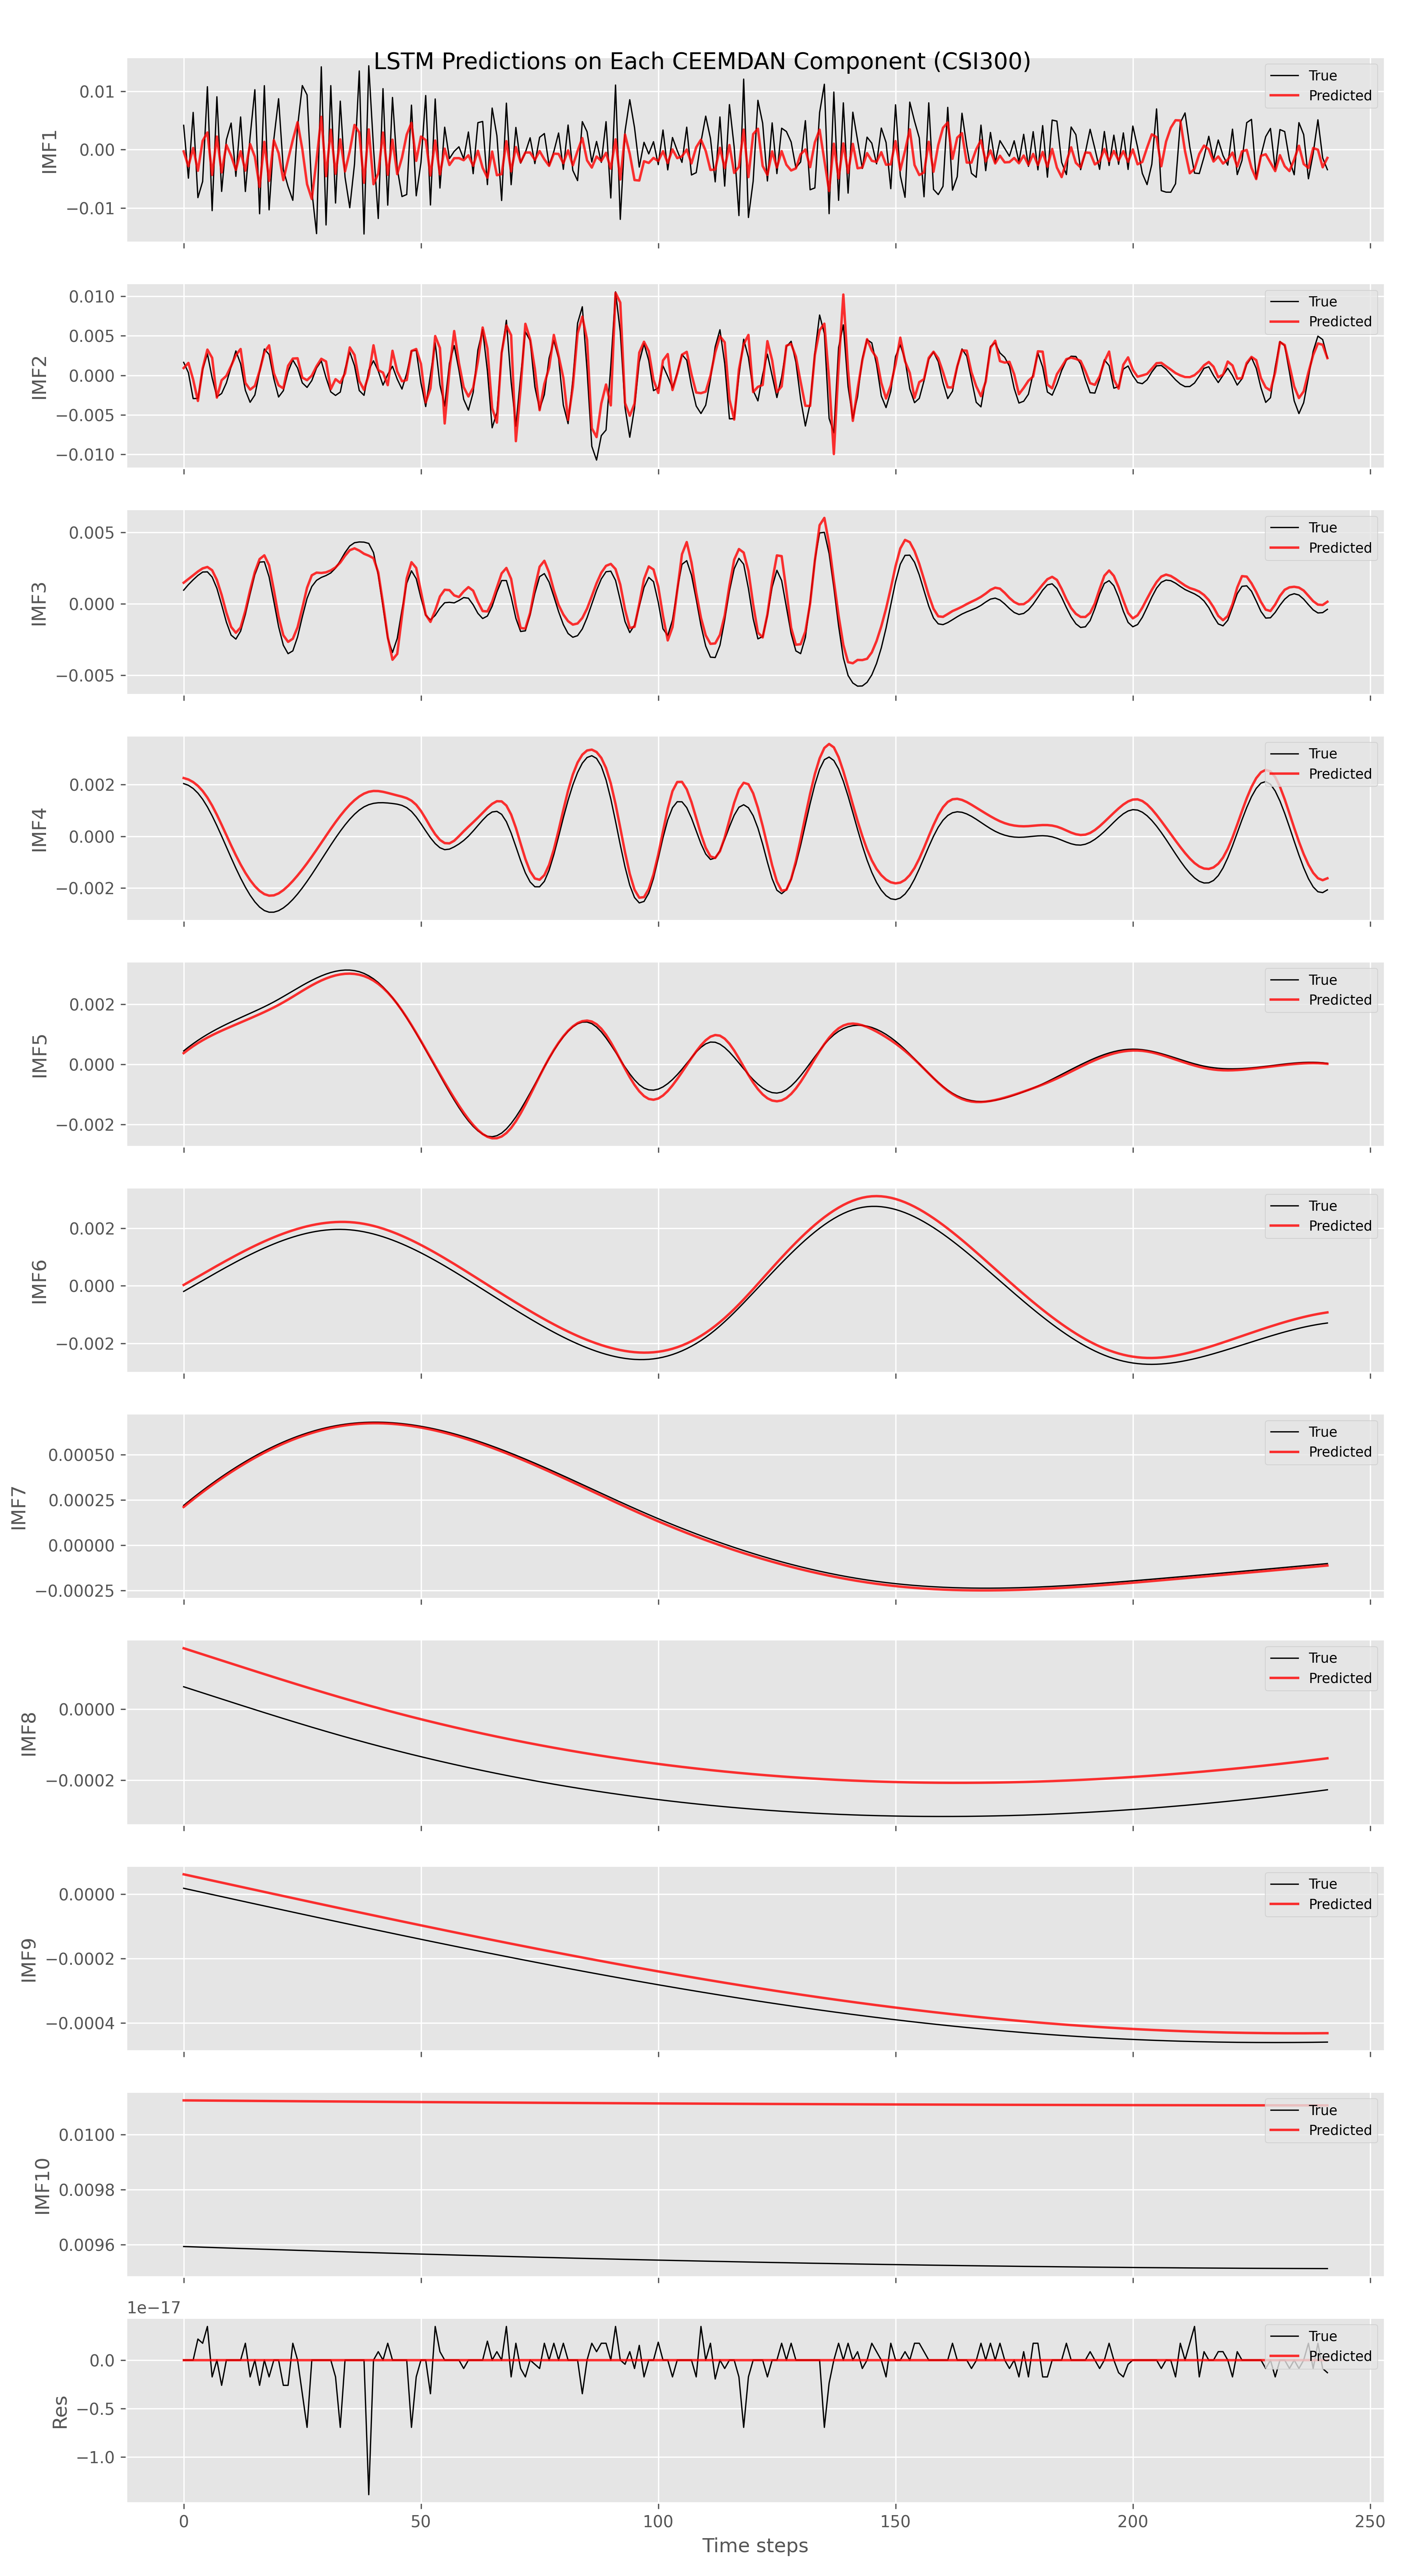 LSTM Predictions on Each CEEMDAN Component (CSI300)
IMF1
0.01
0.00
−0.01
True
Predicted
IMF2
0.010
0.005
0.000
−0.005
−0.010
True
Predicted
IMF3
0.005
0.000
−0.005
True
Predicted
IMF4
0.002
0.000
−0.002
True
Predicted
IMF5
0.002
0.000
−0.002
True
Predicted
IMF6
0.002
0.000
−0.002
True
Predicted
IMF7
0.00050
0.00025
0.00000
−0.00025
True
Predicted
IMF8
0.0000
−0.0002
True
Predicted
IMF9
0.0000
−0.0002
−0.0004
True
Predicted
IMF10
0.0100
0.0098
0.0096
True
Predicted
1e−17
Res
0.0
−0.5
−1.0
True
Predicted
0 50 100 150 200 250
Time steps